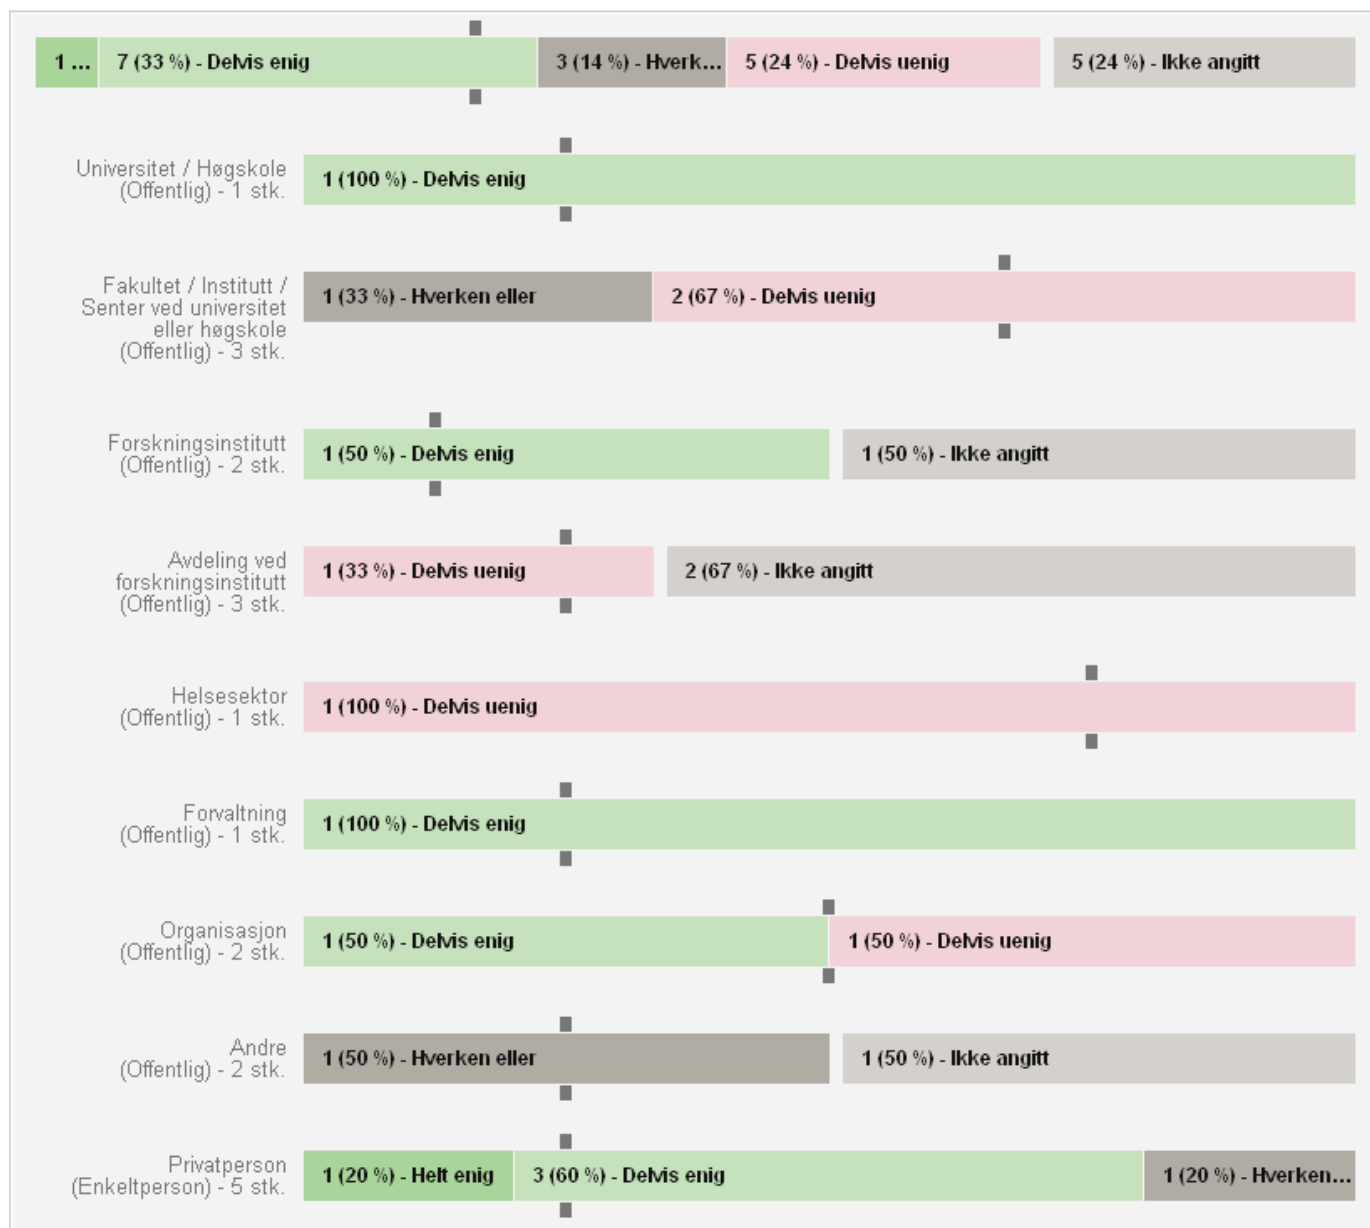 1 ...
7 (33 %) - Delvis enig
3 (14 %) - Hverk...
5 (24 %) - Delvis uenig
5 (24 %) - Ikke angitt
Universitet / Høgskole
(Offentlig) - 1 stk.
1 (100 %) - Delvis enig
Fakultet / Institutt /
Senter ved universitet
eller høgskole
(Offentlig) - 3 stk.
1 (33 %) - Hverken eller
2 (67 %) - Delvis uenig
Forskningsinstitutt
(Offentlig) - 2 stk.
1 (50 %) - Delvis enig
1 (50 %) - Ikke angitt
Avdeling ved
forskningsinstitutt
(Offentlig) - 3 stk.
1 (33 %) - Delvis uenig
2 (67 %) - Ikke angitt
Helsesektor
(Offentlig) - 1 stk.
1 (100 %) - Delvis uenig
Forvaltning
(Offentlig) - 1 stk.
1 (100 %) - Delvis enig
Organisasjon
(Offentlig) - 2 stk.
1 (50 %) - Delvis enig
1 (50 %) - Delvis uenig
Andre
(Offentlig) - 2 stk.
1 (50 %) - Hverken eller
1 (50 %) - Ikke angitt
Privatperson
(Enkeltperson) - 5 stk.
1 (20 %) - Helt enig
3 (60 %) - Delvis enig
1 (20 %) - Hverken...